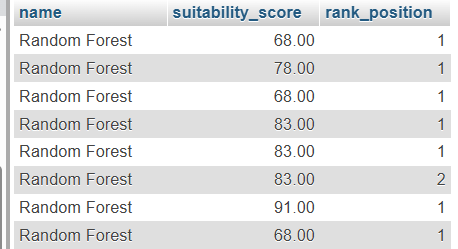 name suitability_score rank_position
Random Forest 68.00 1
Random Forest 78.00 1
Random Forest 68.00 1
Random Forest 83.00 1
Random Forest 83.00 1
Random Forest 83.00 2
Random Forest 91.00 1
Random Forest 68.00 1